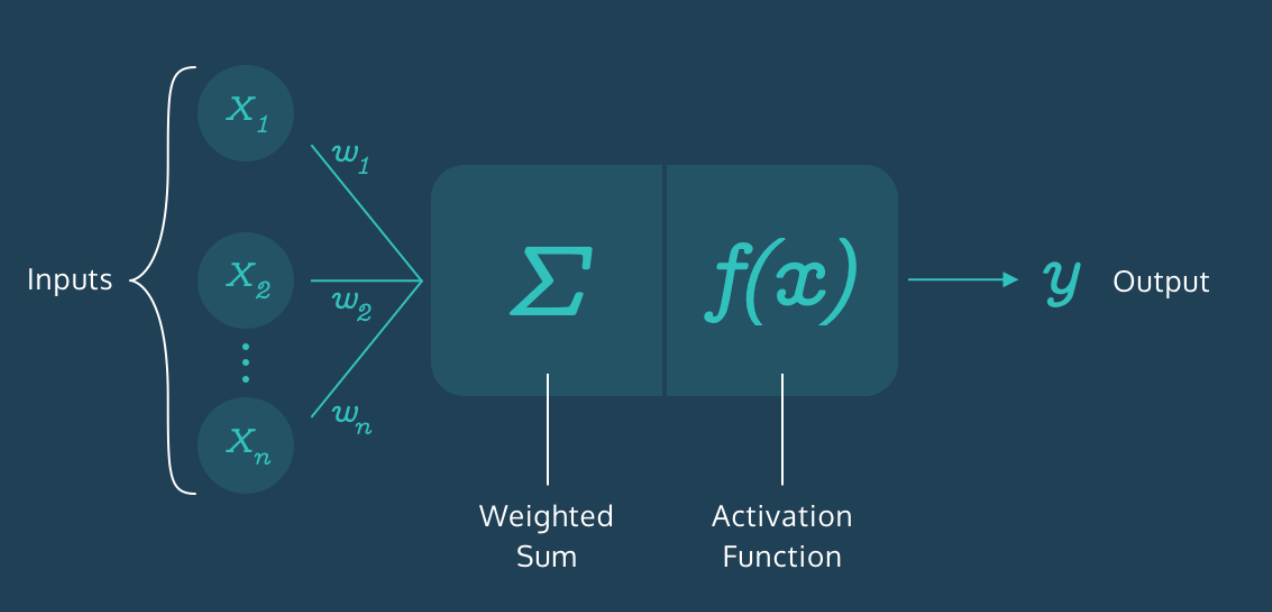 X1
w1
Inputs
X2
w2
Σ
f(x)
y
Output
wn
Xn
Weighted
Sum
Activation
Function